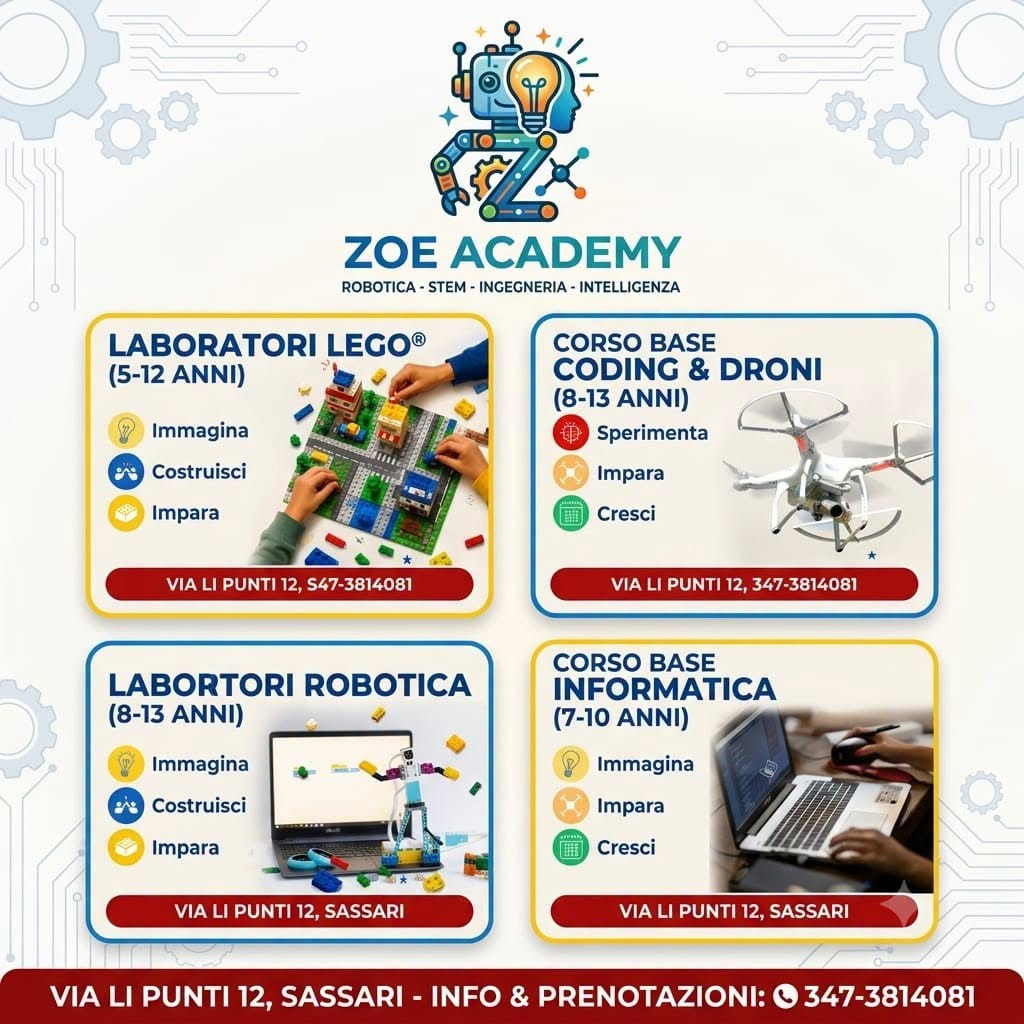 ZOE ACADEMY
ROBOTICA - STEM - INGEGNERIA - INTELLIGENZA
LABORATORI LEGO®
(5-12 ANNI)
Immagina
Costruisci
Impara
VIA LI PUNTI 12, S47-3814081
CORSO BASE
CODING & DRONI
(8-13 ANNI)
Sperimenta
Impara
Cresci
VIA LI PUNTI 12, 347-3814081
LABORTORI ROBOTICA
(8-13 ANNI)
Immagina
Costruisci
Impara
VIA LI PUNTI 12, SASSARI
CORSO BASE
INFORMATICA
(7-10 ANNI)
Immagina
Impara
Cresci
VIA LI PUNTI 12, SASSARI
VIA LI PUNTI 12, SASSARI - INFO & PRENOTAZIONI: 347-3814081